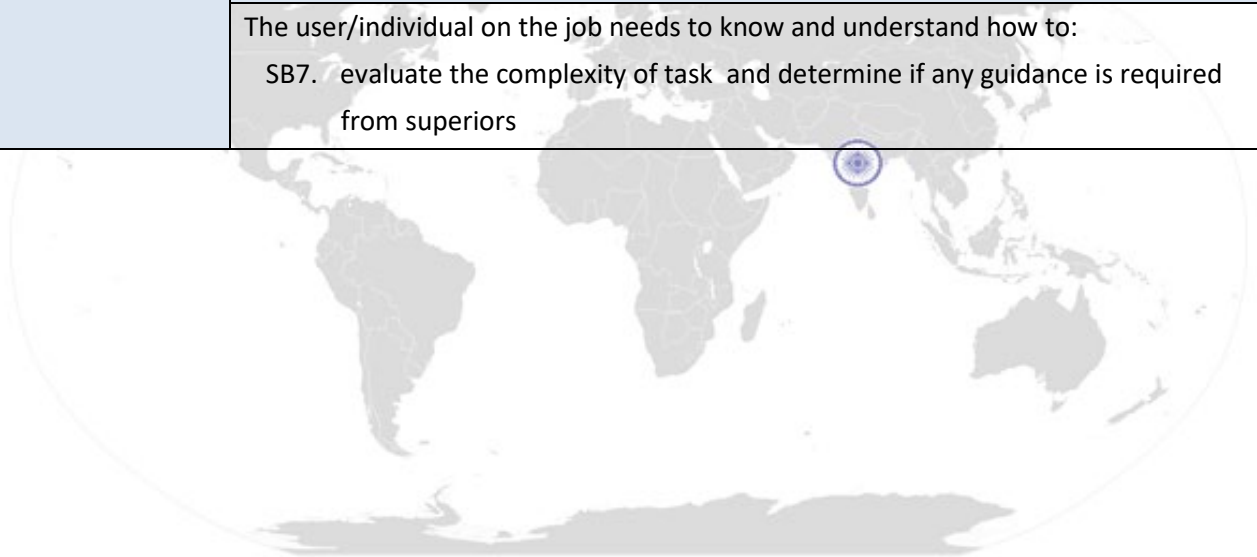 The user/individual on the job needs to know and understand how to:
SB7. evaluate the complexity of task and determine if any guidance is required
from superiors